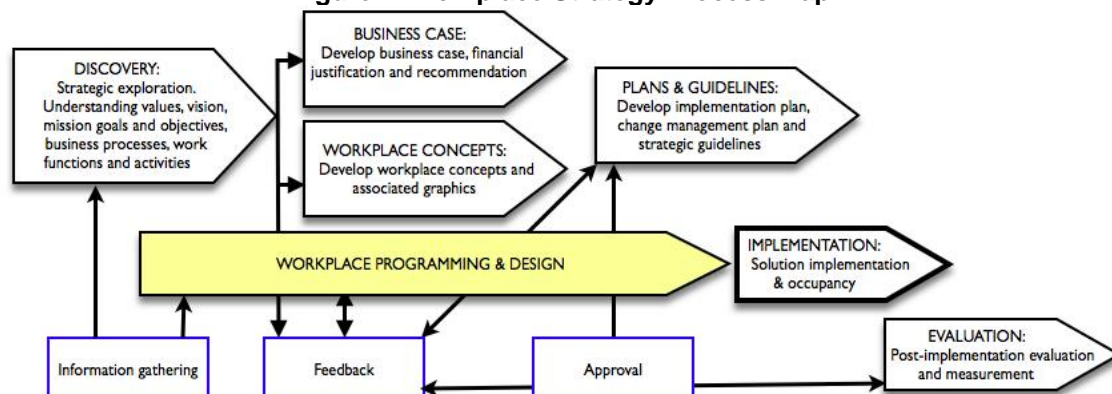 Strategy Process Map
DISCOVERY:
Strategic exploration.
Understanding values, vision,
mission goals and objectives,
business processes, work
functions and activities
BUSINESS CASE:
Develop business case, financial
justification and recommendation
WORKPLACE CONCEPTS:
Develop workplace concepts and
associated graphics
PLANS & GUIDELINES:
Develop implementation plan,
change management plan and
strategic guidelines
WORKPLACE PROGRAMMING & DESIGN
IMPLEMENTATION:
Solution implementation
& occupancy
Information gathering
Feedback
Approval
EVALUATION:
Post-implementation evaluation
and measurement